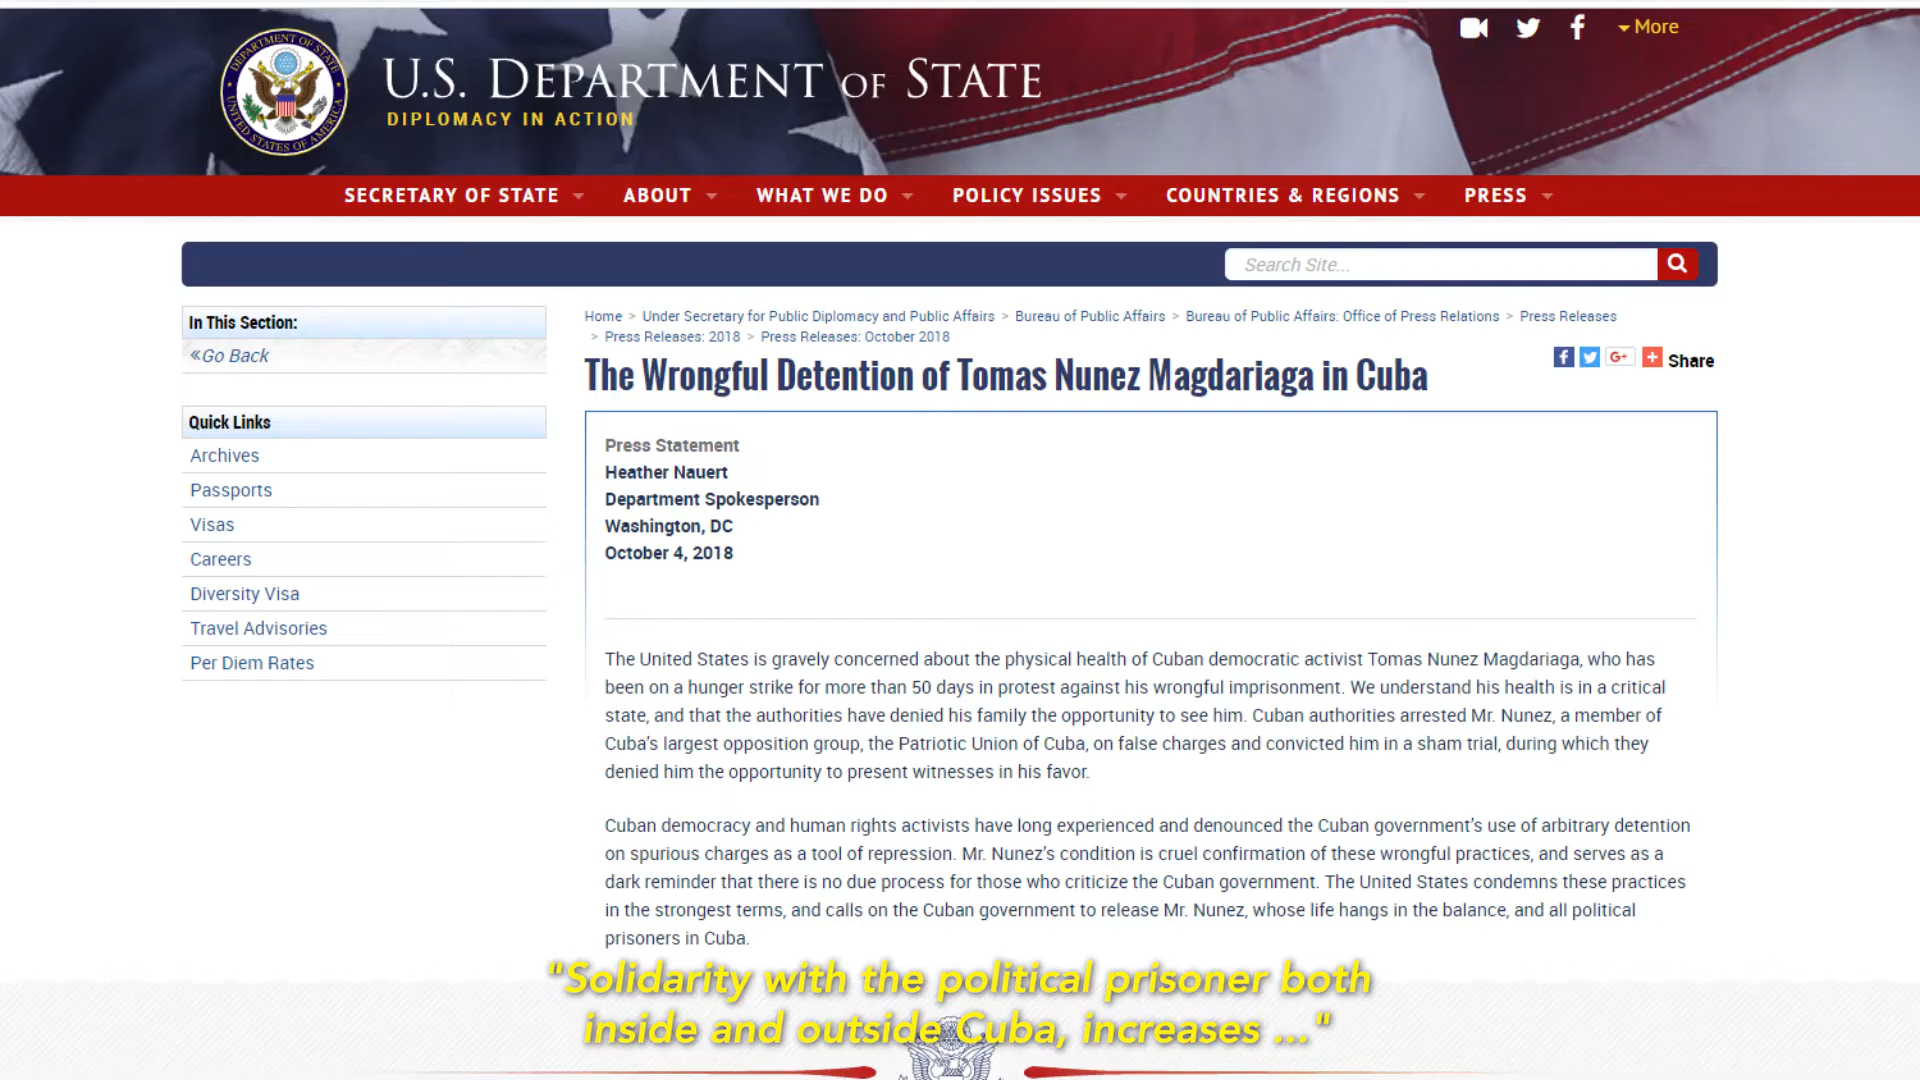 More
U.S. DEPARTMENT OF STATE
DIPLOMACY IN ACTION
SECRETARY OF STATE ABOUT WHAT WE DO POLICY ISSUES COUNTRIES & REGIONS PRESS
Search Site...
In This Section:
«Go Back
Quick Links
Archives
Passports
Visas
Careers
Diversity Visa
Travel Advisories
Per Diem Rates
Home > Under Secretary for Public Diplomacy and Public Affairs > Bureau of Public Affairs > Bureau of Public Affairs: Office of Press Relations > Press Releases
> Press Releases: 2018 > Press Releases: October 2018
Share
The Wrongful Detention of Tomas Nunez Magdariaga in Cuba
Press Statement
Heather Nauert
Department Spokesperson
Washington, DC
October 4, 2018
The United States is gravely concerned about the physical health of Cuban democratic activist Tomas Nunez Magdariaga, who has
been on a hunger strike for more than 50 days in protest against his wrongful imprisonment. We understand his health is in a critical
state, and that the authorities have denied his family the opportunity to see him. Cuban authorities arrested Mr. Nunez, a member of
Cuba's largest opposition group, the Patriotic Union of Cuba, on false charges and convicted him in a sham trial, during which they
denied him the opportunity to present witnesses in his favor.
Cuban democracy and human rights activists have long experienced and denounced the Cuban government's use of arbitrary detention
on spurious charges as a tool of repression. Mr. Nunez's condition is cruel confirmation of these wrongful practices, and serves as a
dark reminder that there is no due process for those who criticize the Cuban government. The United States condemns these practices
in the strongest terms, and calls on the Cuban government to release Mr. Nunez, whose life hangs in the balance, and all political
prisoners in Cuba.
"Solidarity with the political prisoner both
inside and outside Cuba, increases ..."
DEPARTMENT OF STATE
UNITED STATES OF AMERICA
G+